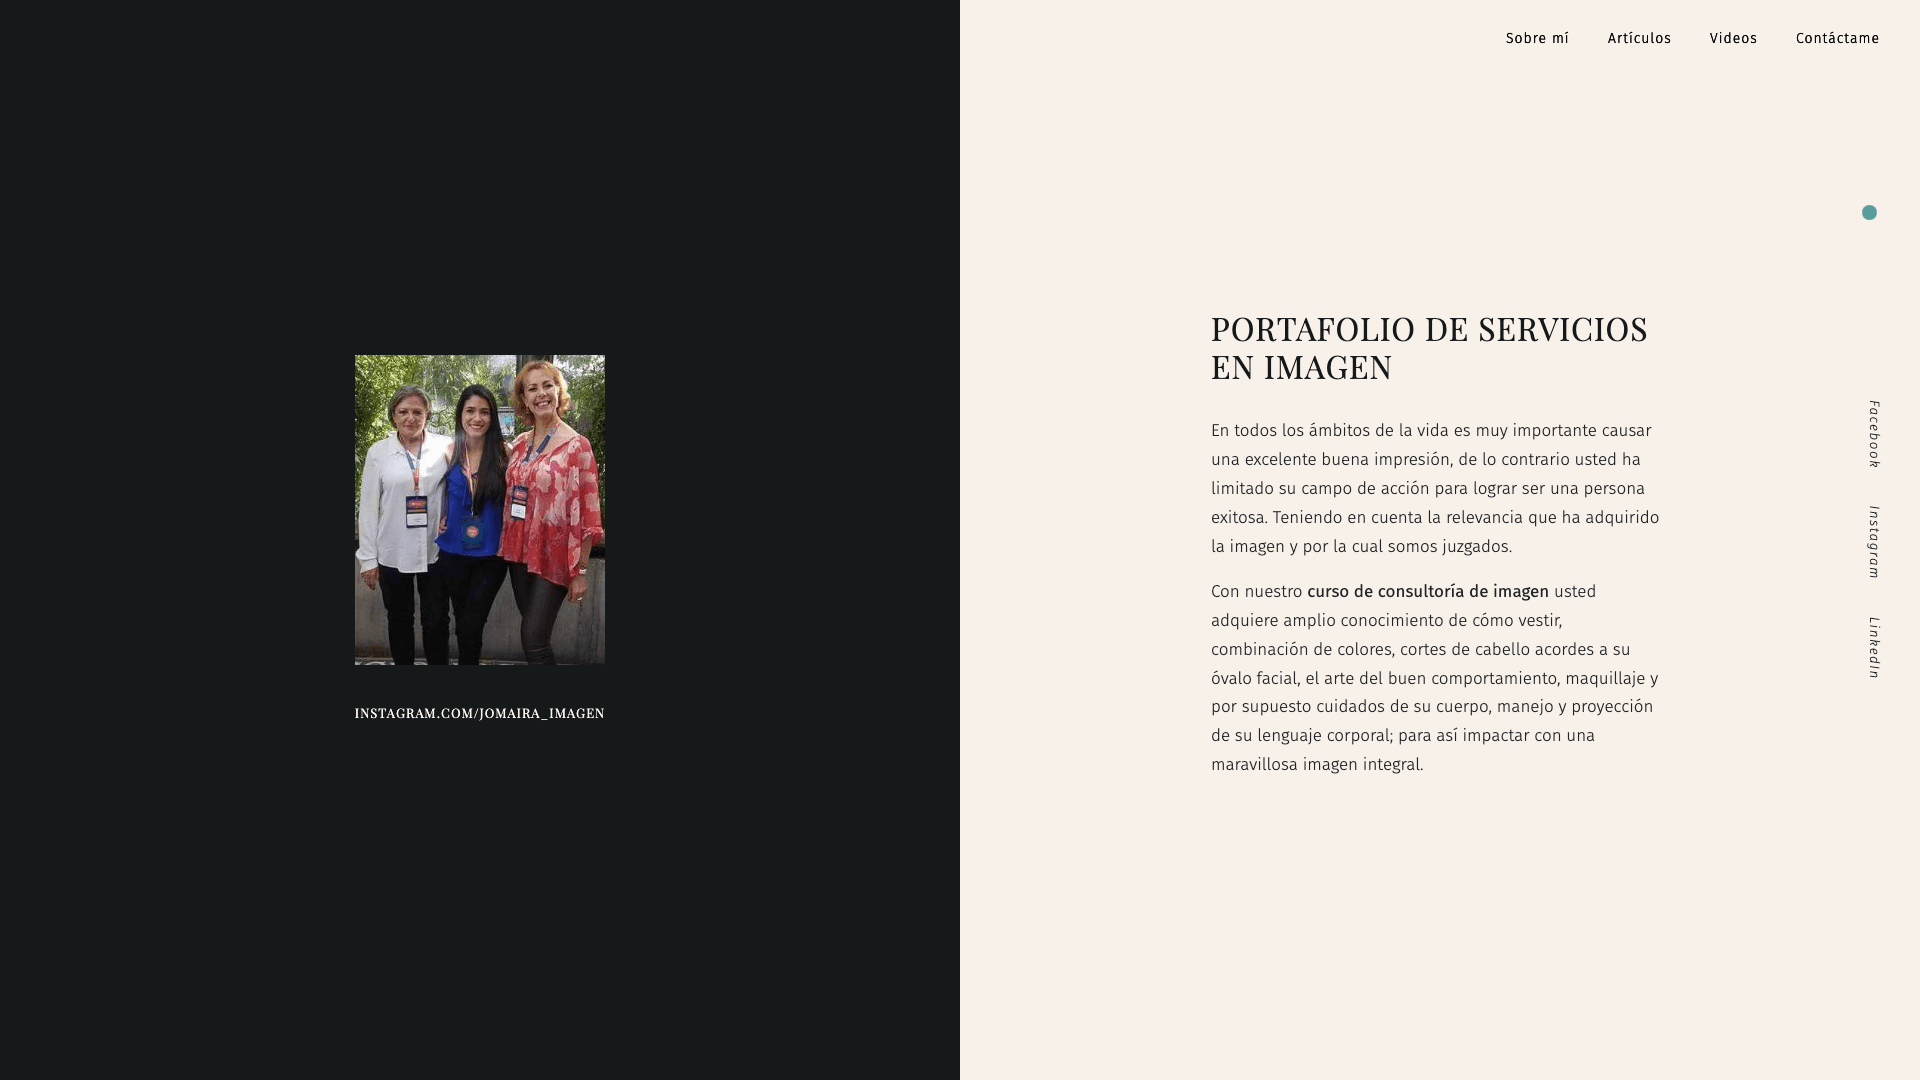 Sobre mí
Artículos
Videos
Contáctame
INSTAGRAM.COM/JOMAIRA_IMAGEN
PORTAFOLIO DE SERVICIOS
EN IMAGEN
En todos los ámbitos de la vida es muy importante causar
una excelente buena impresión, de lo contrario usted ha
limitado su campo de acción para lograr ser una persona
exitosa. Teniendo en cuenta la relevancia que ha adquirido
la imagen y por la cual somos juzgados.
Con nuestro curso de consultoría de imagen usted
adquiere amplio conocimiento de cómo vestir,
combinación de colores, cortes de cabello acordes a su
óvalo facial, el arte del buen comportamiento, maquillaje y
por supuesto cuidados de su cuerpo, manejo y proyección
de su lenguaje corporal; para así impactar con una
maravillosa imagen integral.
Facebook
Instagram
LinkedIn